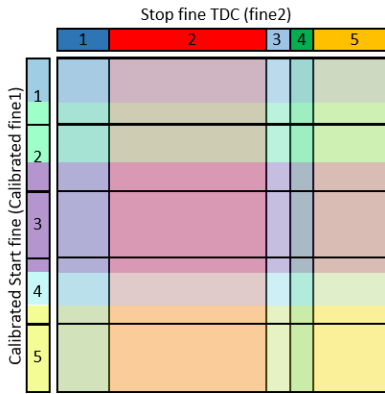 Stop fine TDC (fine2)
1 2 3 4 5
Calibrated Start fine (Calibrated fine1)
1
2
3
4
5